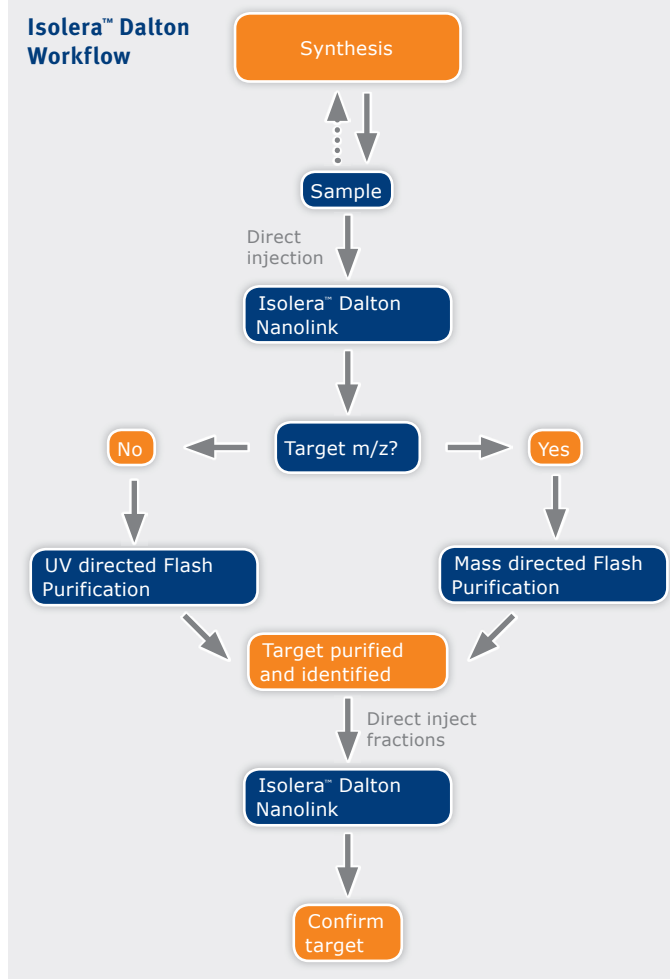 Isolera™ Dalton
Workflow
Synthesis
Sample
Direct
injection
Isolera™ Dalton
Nanolink
No
Target m/z?
Yes
UV directed Flash
Purification
Mass directed Flash
Purification
Target purified
and identified
Direct inject
fractions
Isolera™ Dalton
Nanolink
Confirm
target